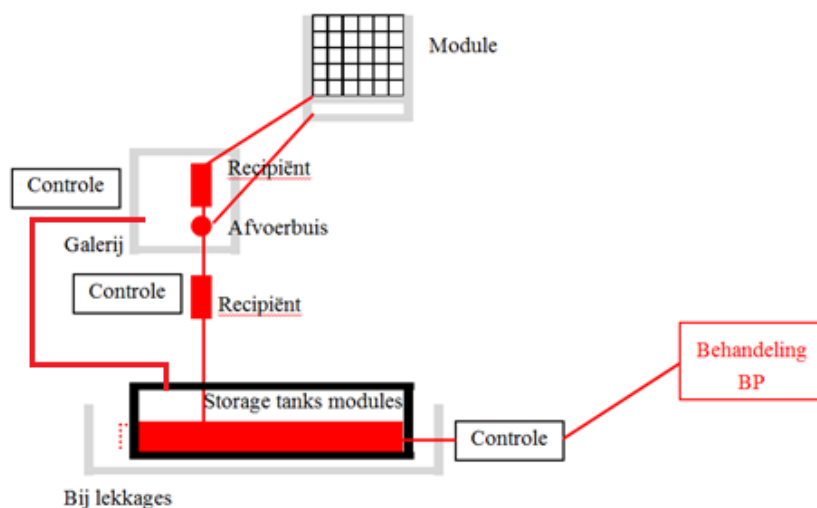 Module
Recipiënt
Controle
Afvoerbuis
Galerij
Controle
Recipiënt
Behandeling
BP
Storage tanks modules
Controle
Bij lekkages